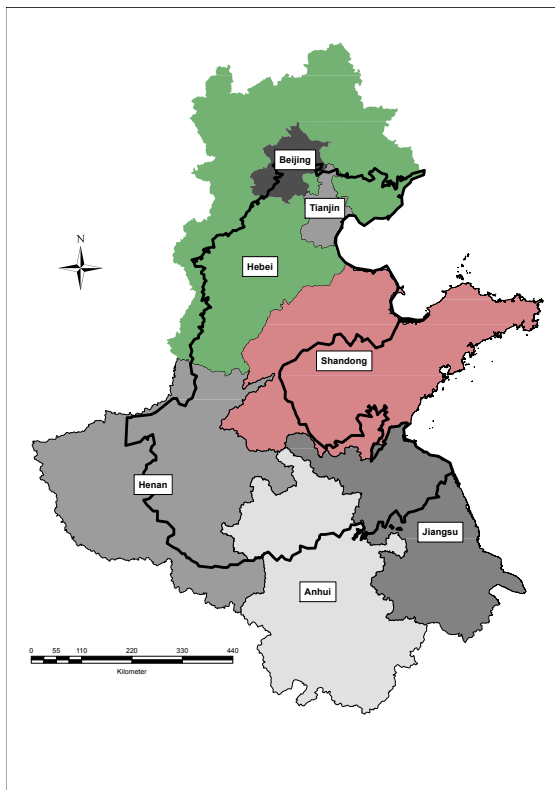 Beijing
Tianjin
N
Hebei
Shandong
Henan
Jiangsu
Anhui
0 55 110 220 330 440
Kilometer